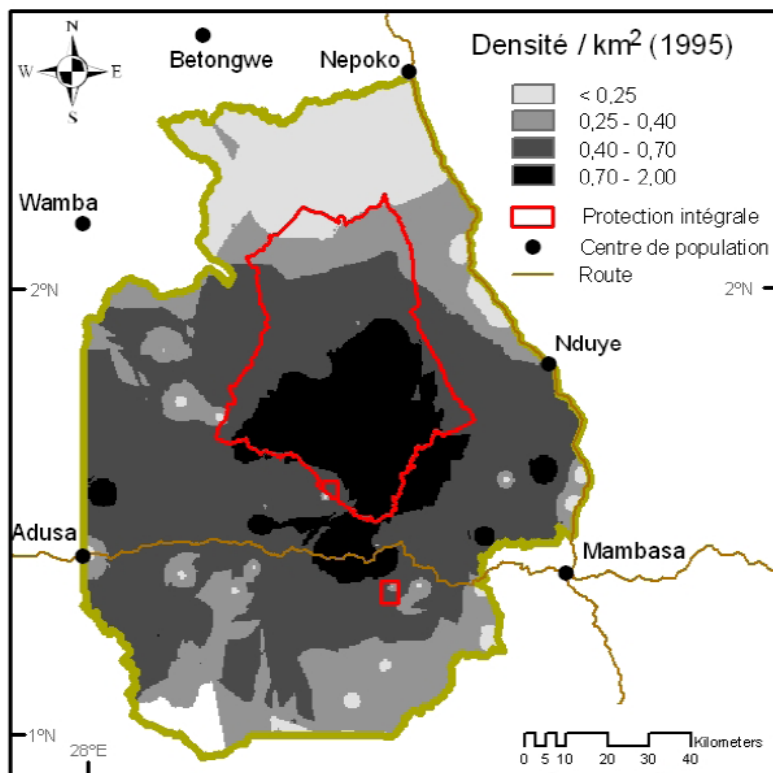 N
W E
S
Betongwe
Nepoko
Densité / km² (1995)
< 0,25
0,25 - 0,40
0,40 - 0,70
0,70 - 2,00
Protection intégrale
Centre de population
Route
Wamba
2°N
2°N
Nduye
Adusa
Mambasa
1°N
28°E
Kilometers
0 5 10 20 30 40